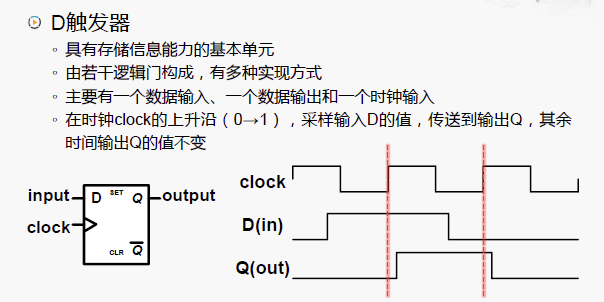 D触发器
具有存储信息能力的基本单元
由若干逻辑门构成，有多种实现方式
主要有一个数据输入、一个数据输出和一个时钟输入
在时钟clock的上升沿（0→1），采样输入D的值，传送到输出Q，其余
时间输出Q的值不变
input D SET Q output
clock
CLR Q̅
clock
D(in)
Q(out)